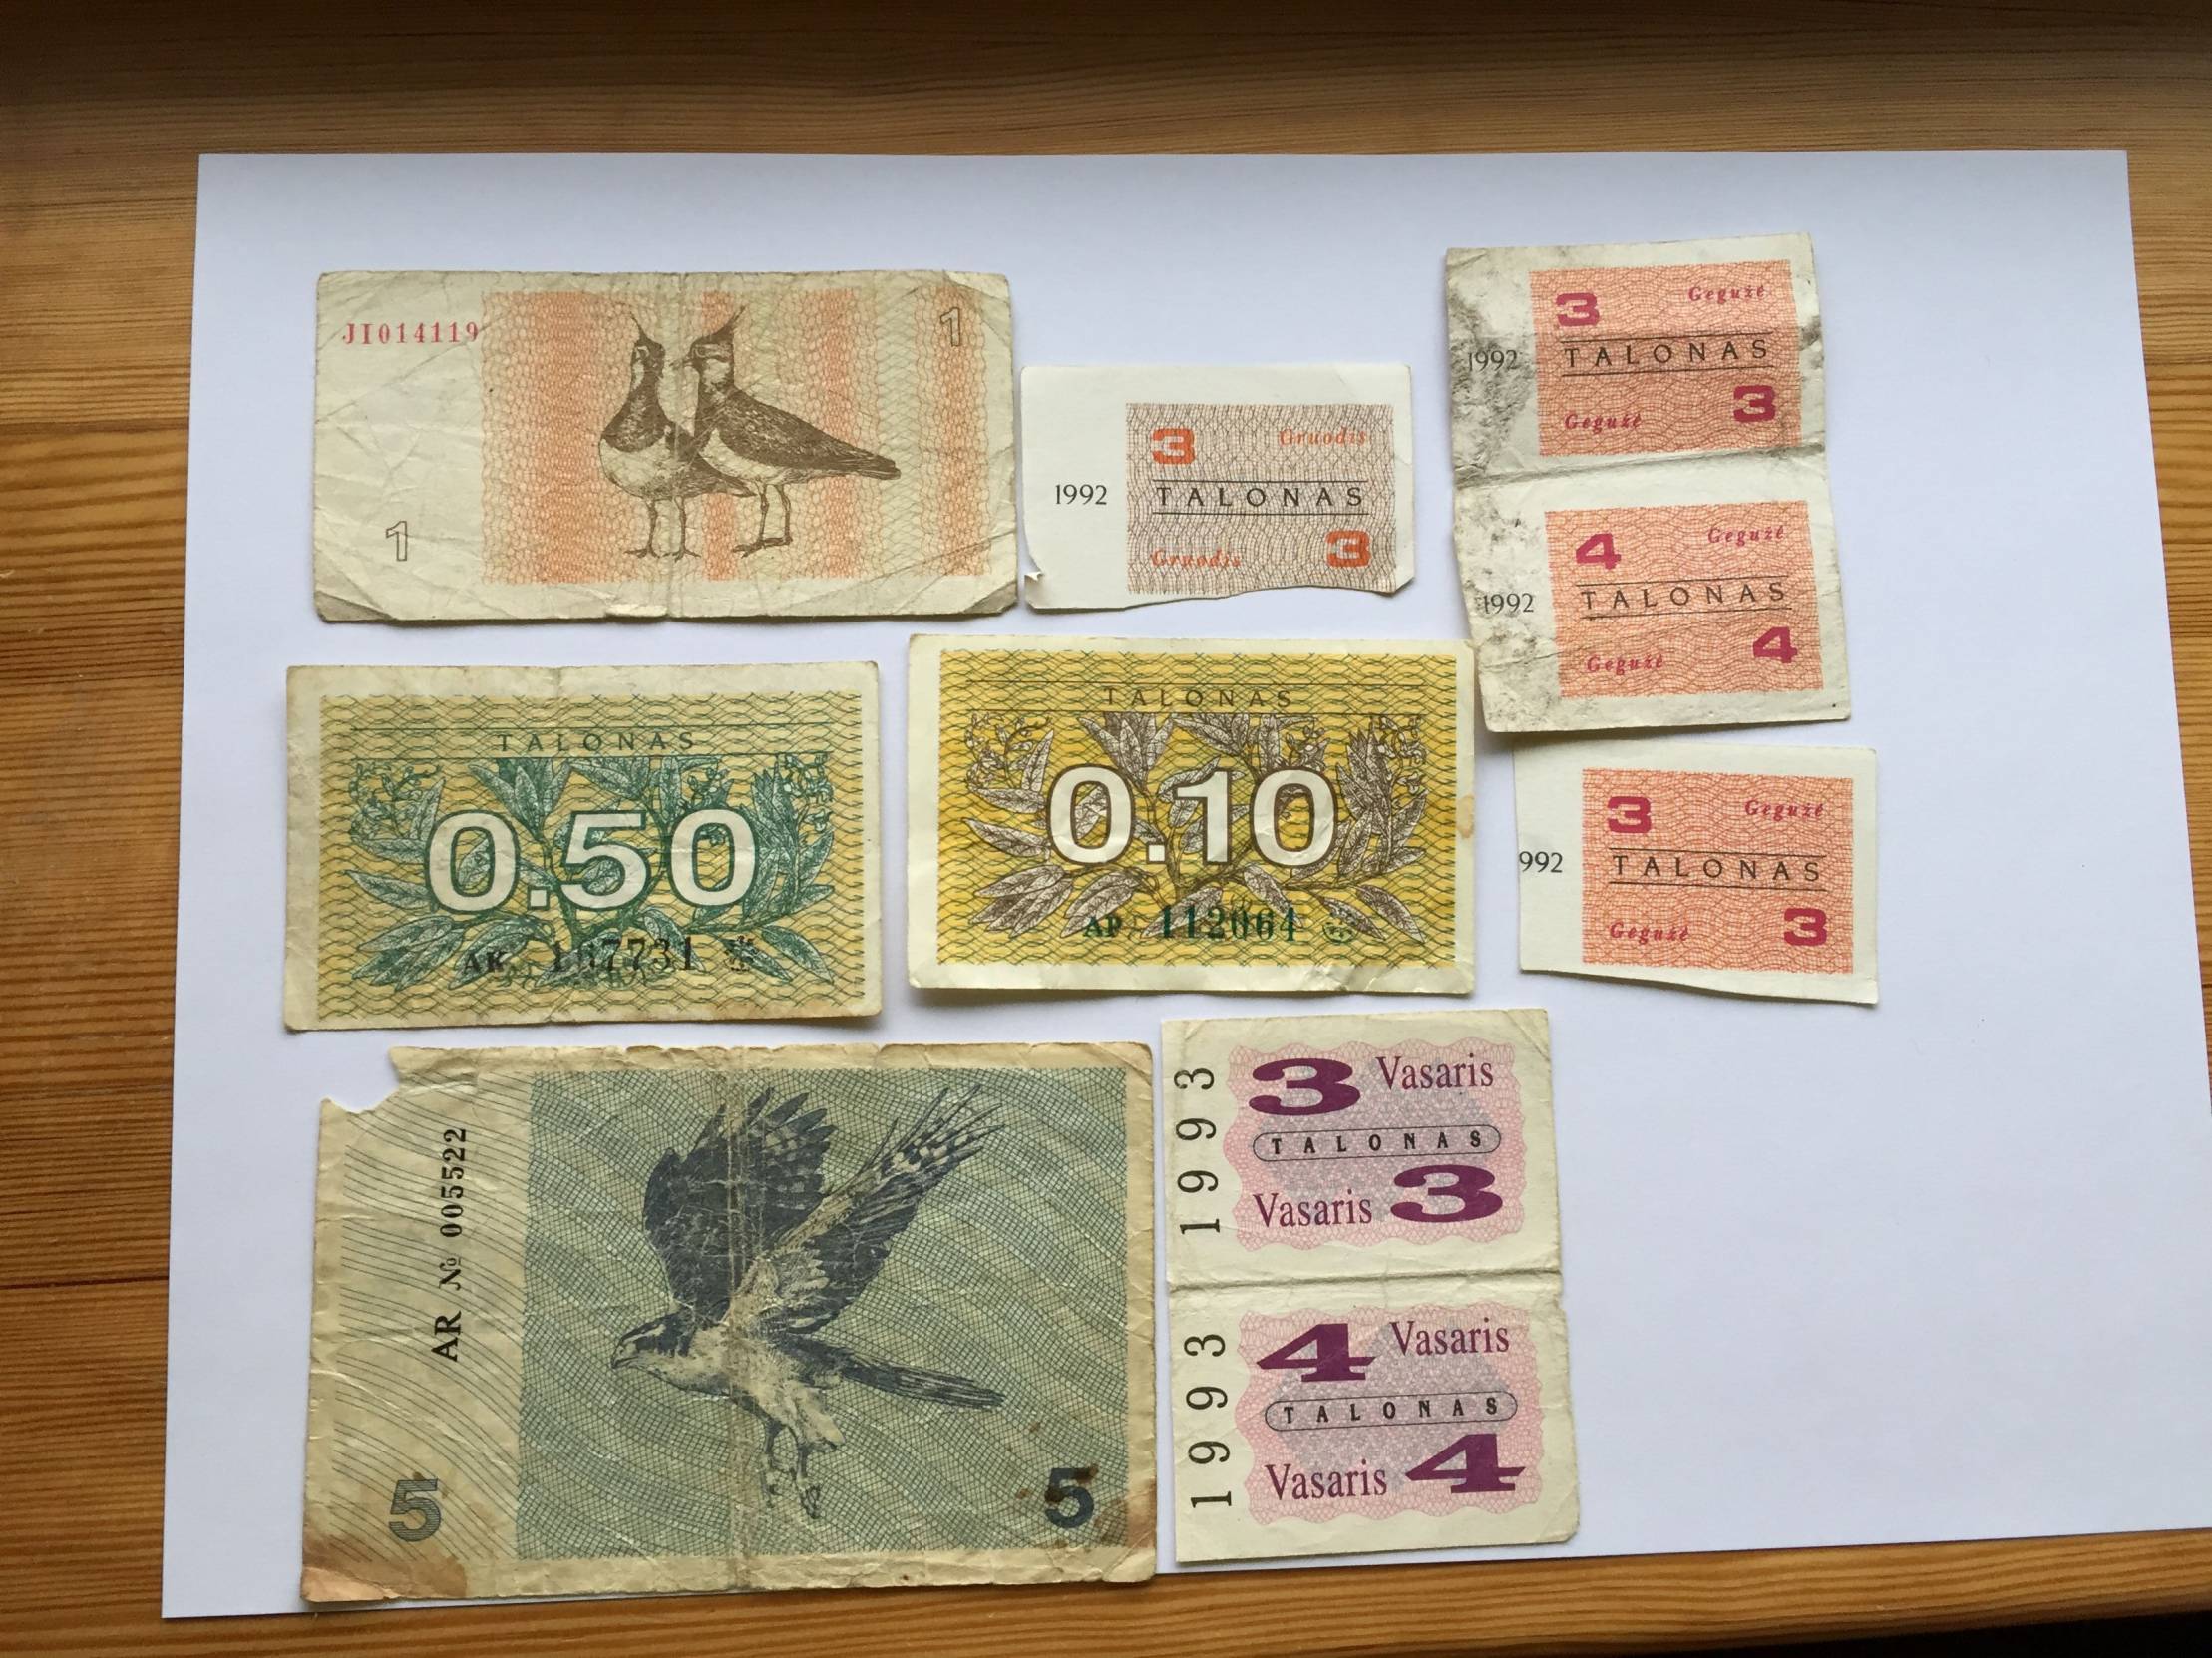 JI014119
1
1
3 Gruodis
1992
TALONAS
Gruodis 3
3 Gegužė
1992
TALONAS
Gegužė 3
4 Gegužė
1992
TALONAS
Gegužė 4
TALONAS
0.50
AK 167731
TALONAS
0.10
AP 112064
3 Gegužė
992
TALONAS
Gegužė 3
AR № 005522
5
5
1993
3 Vasaris
TALONAS
Vasaris 3
1993
4 Vasaris
TALONAS
Vasaris 4